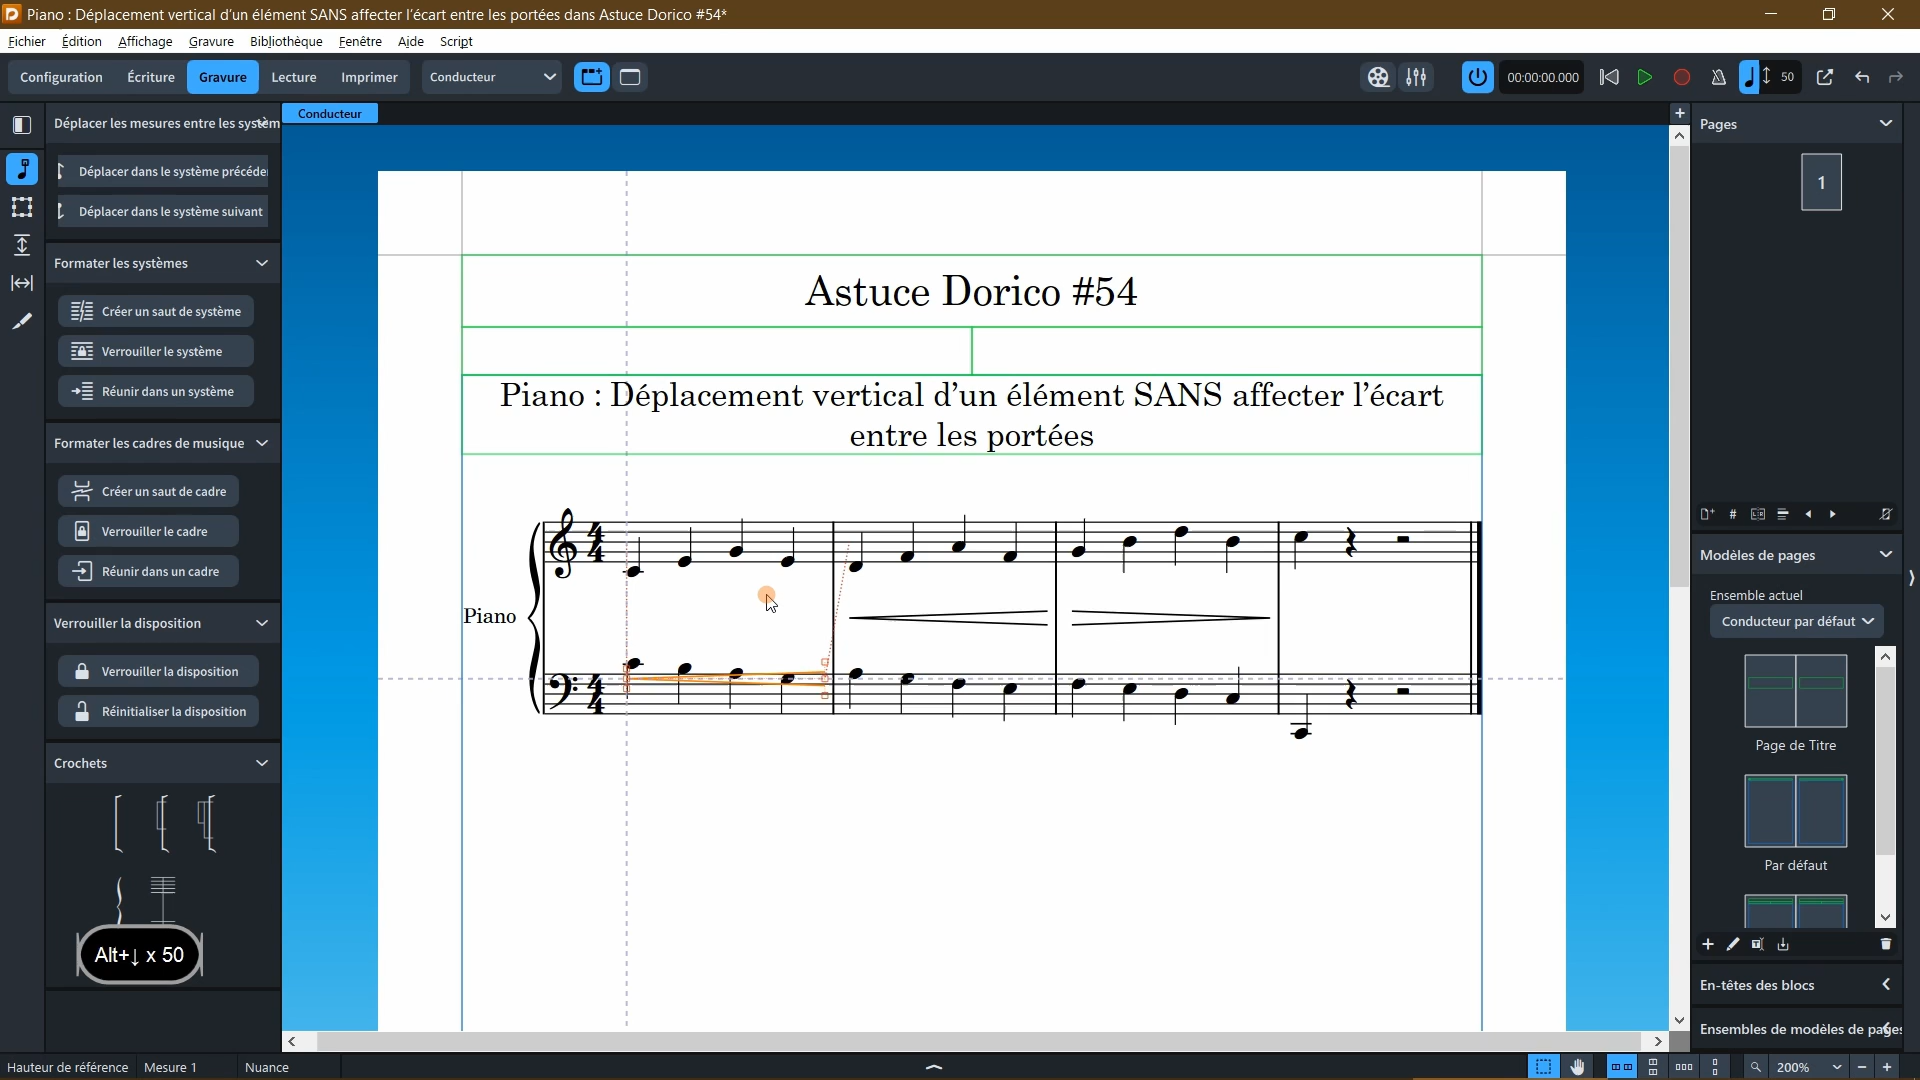 Piano : Déplacement vertical d'un élément SANS affecter l'écart entre les portées dans Astuce Dorico #54*
Fichier Édition Affichage Gravure Bibliothèque Fenêtre Aide Script
Configuration Écriture Gravure Lecture Imprimer Conducteur 00:00:00.000 50
Conducteur
Déplacer les mesures entre les systèm
Déplacer dans le système précéde
Déplacer dans le système suivant
Formater les systèmes
Créer un saut de système
Verrouiller le système
Réunir dans un système
Formater les cadres de musique
Créer un saut de cadre
Verrouiller le cadre
Réunir dans un cadre
Verrouiller la disposition
Verrouiller la disposition
Réinitialiser la disposition
Crochets
Alt+↓ x 50
Astuce Dorico #54
Piano : Déplacement vertical d'un élément SANS affecter l'écart
entre les portées
Piano
Pages
1
Modèles de pages
Ensemble actuel
Conducteur par défaut
Page de Titre
Par défaut
En-têtes des blocs
Ensembles de modèles de pages
Hauteur de référence Mesure 1 Nuance 200%